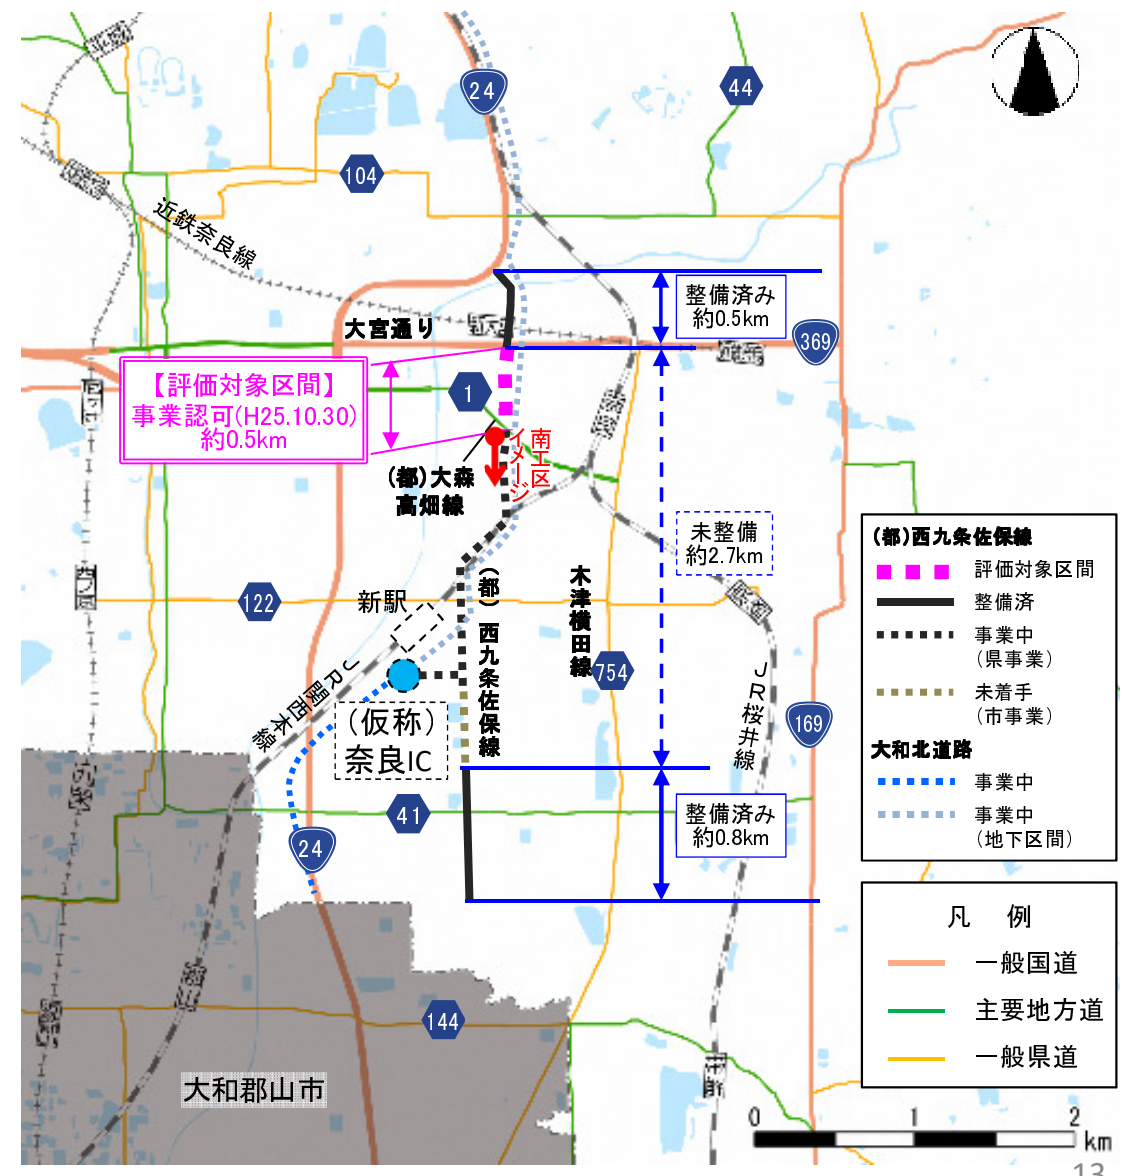 24
44
104
近鉄奈良線
整備済み
約0.5km
大宮通り
369
【評価対象区間】
事業認可(H25.10.30)
約0.5km
1
南工区
イメージ
(都)大森
高畑線
未整備
約2.7km
(都)西九条佐保線
評価対象区間
整備済
事業中
(県事業)
未着手
(市事業)
大和北道路
事業中
事業中
(地下区間)
122
新駅
(都)西九条佐保線
木津横田線
754
JR関西本線
JR桜井線
169
(仮称)
奈良IC
41
整備済み
約0.8km
24
凡 例
一般国道
主要地方道
一般県道
144
大和郡山市
0
1
2
km